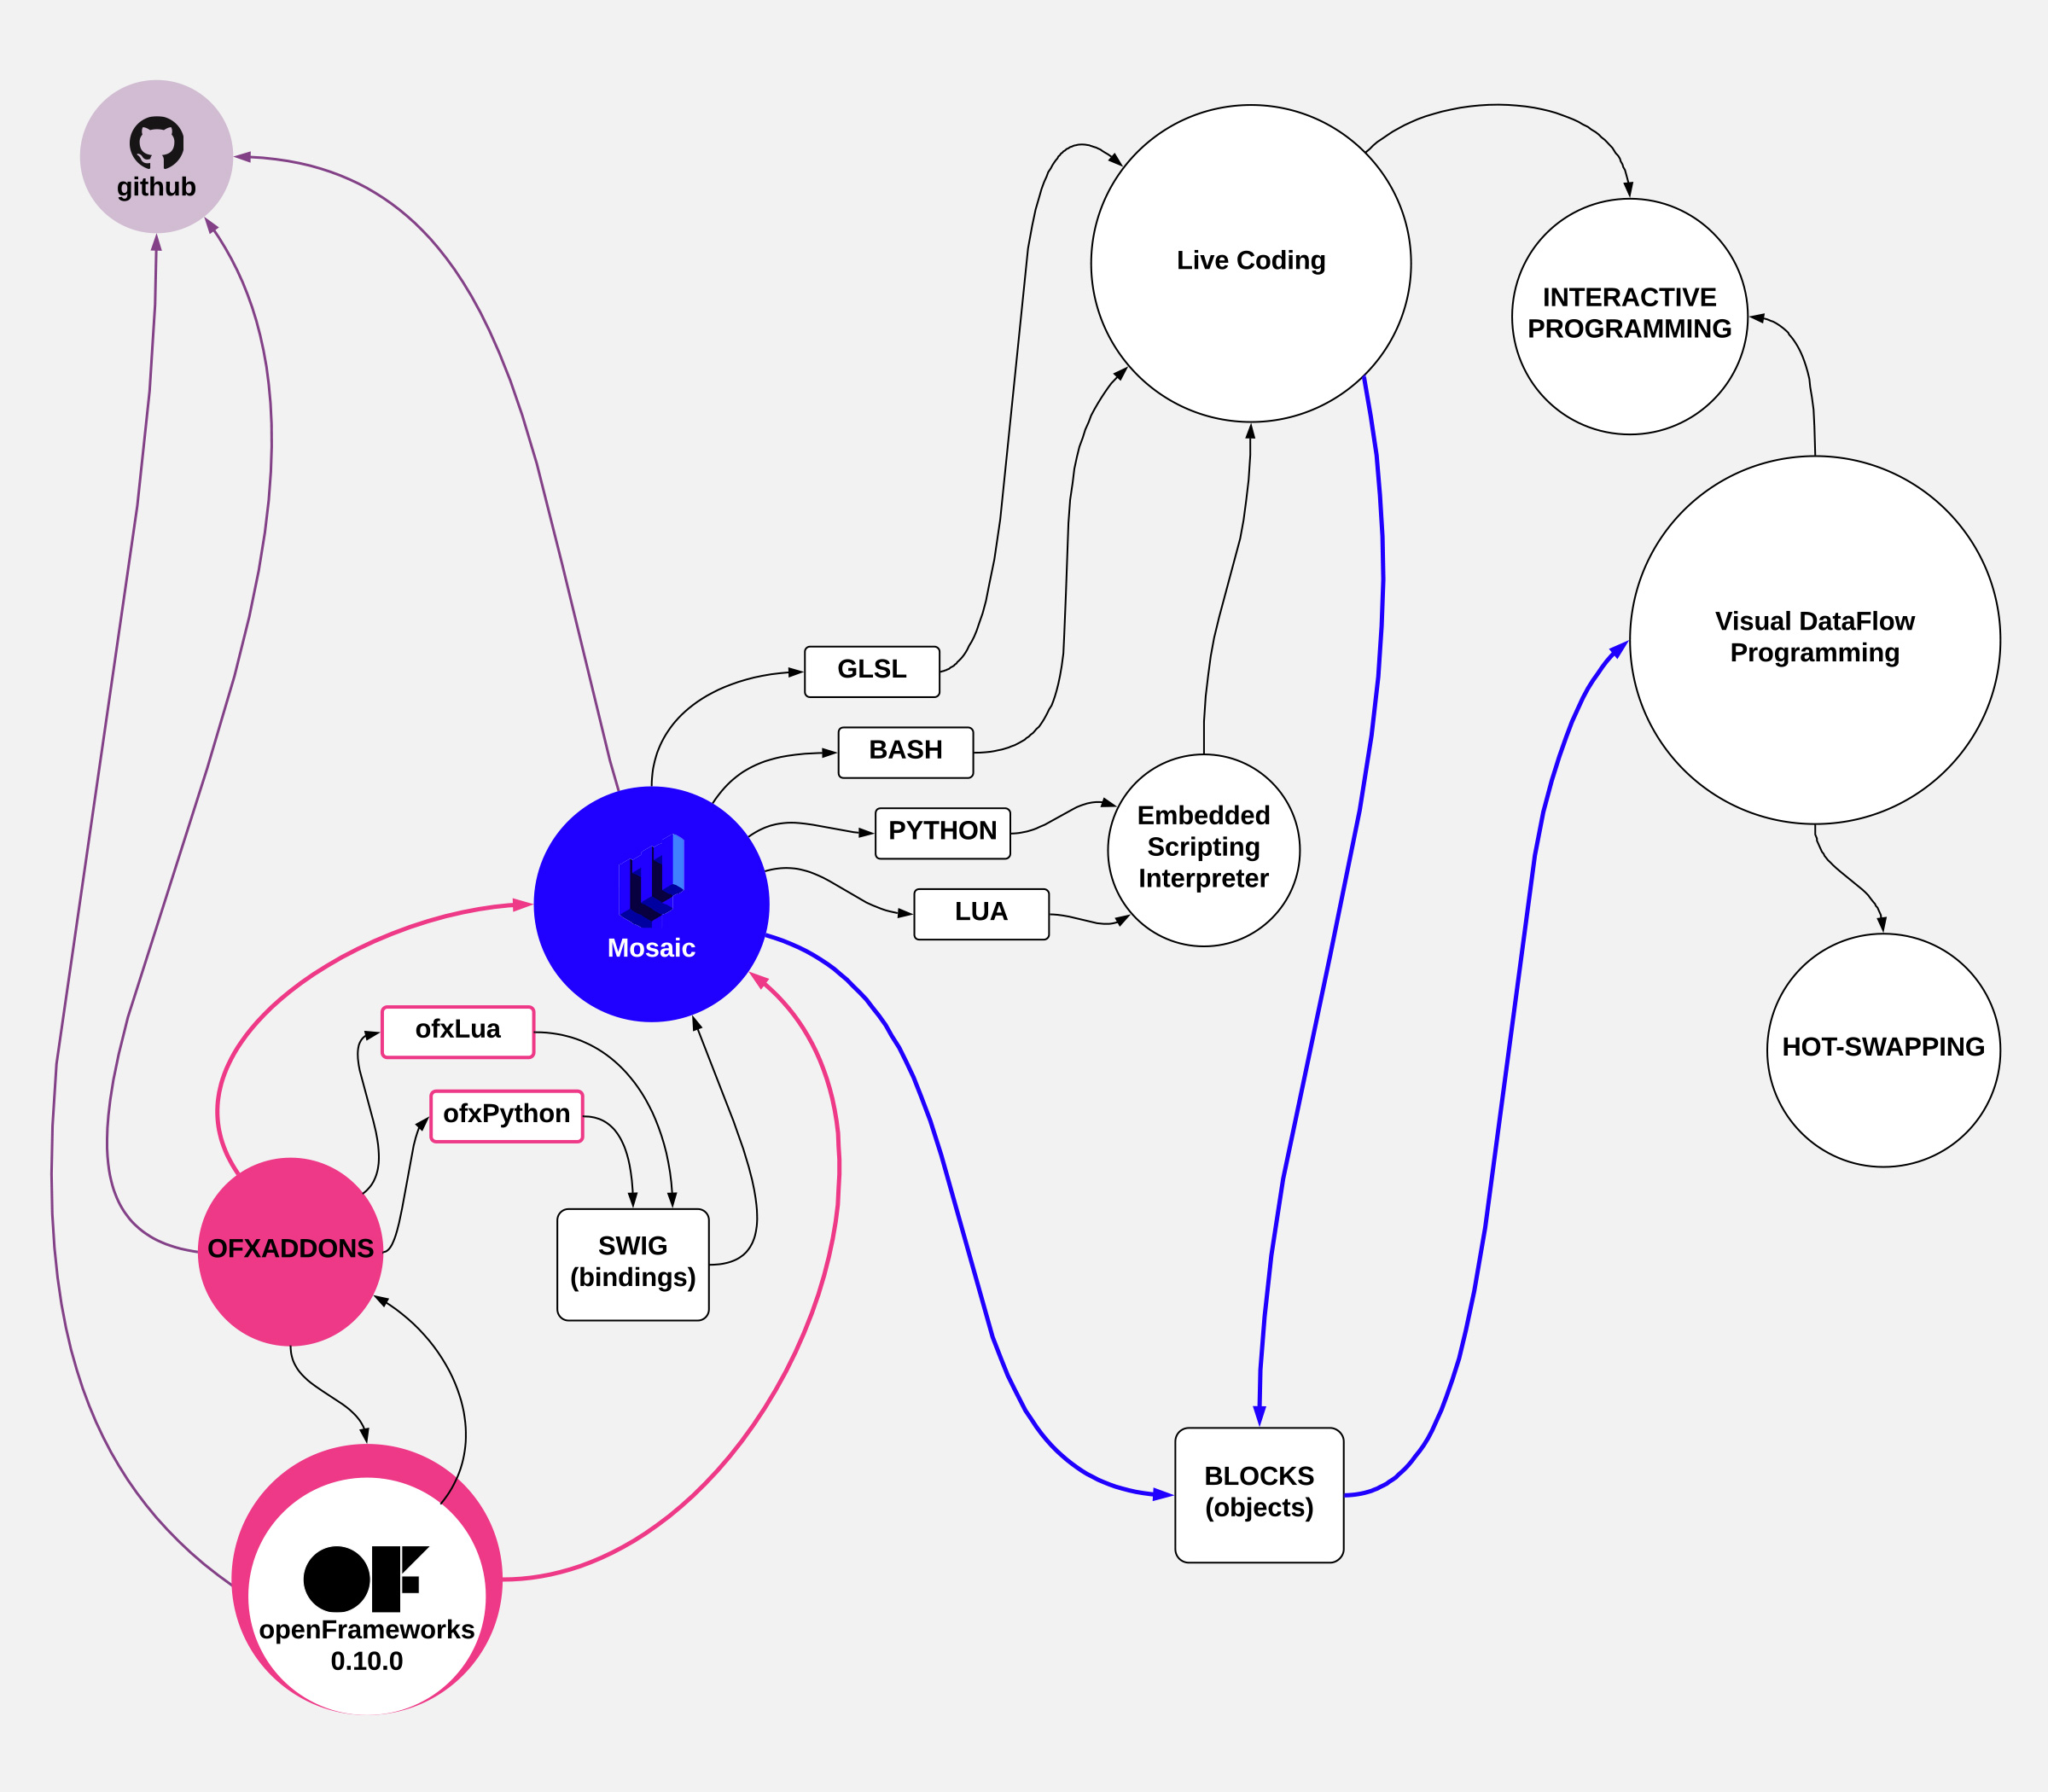 github
Live Coding
INTERACTIVE
PROGRAMMING
Visual DataFlow
Programming
GLSL
BASH
PYTHON
LUA
Embedded
Scripting
Interpreter
Mosaic
ofxLua
ofxPython
HOT-SWAPPING
OFXADDONS
SWIG
(bindings)
BLOCKS
(objects)
OF
openFrameworks
0.10.0